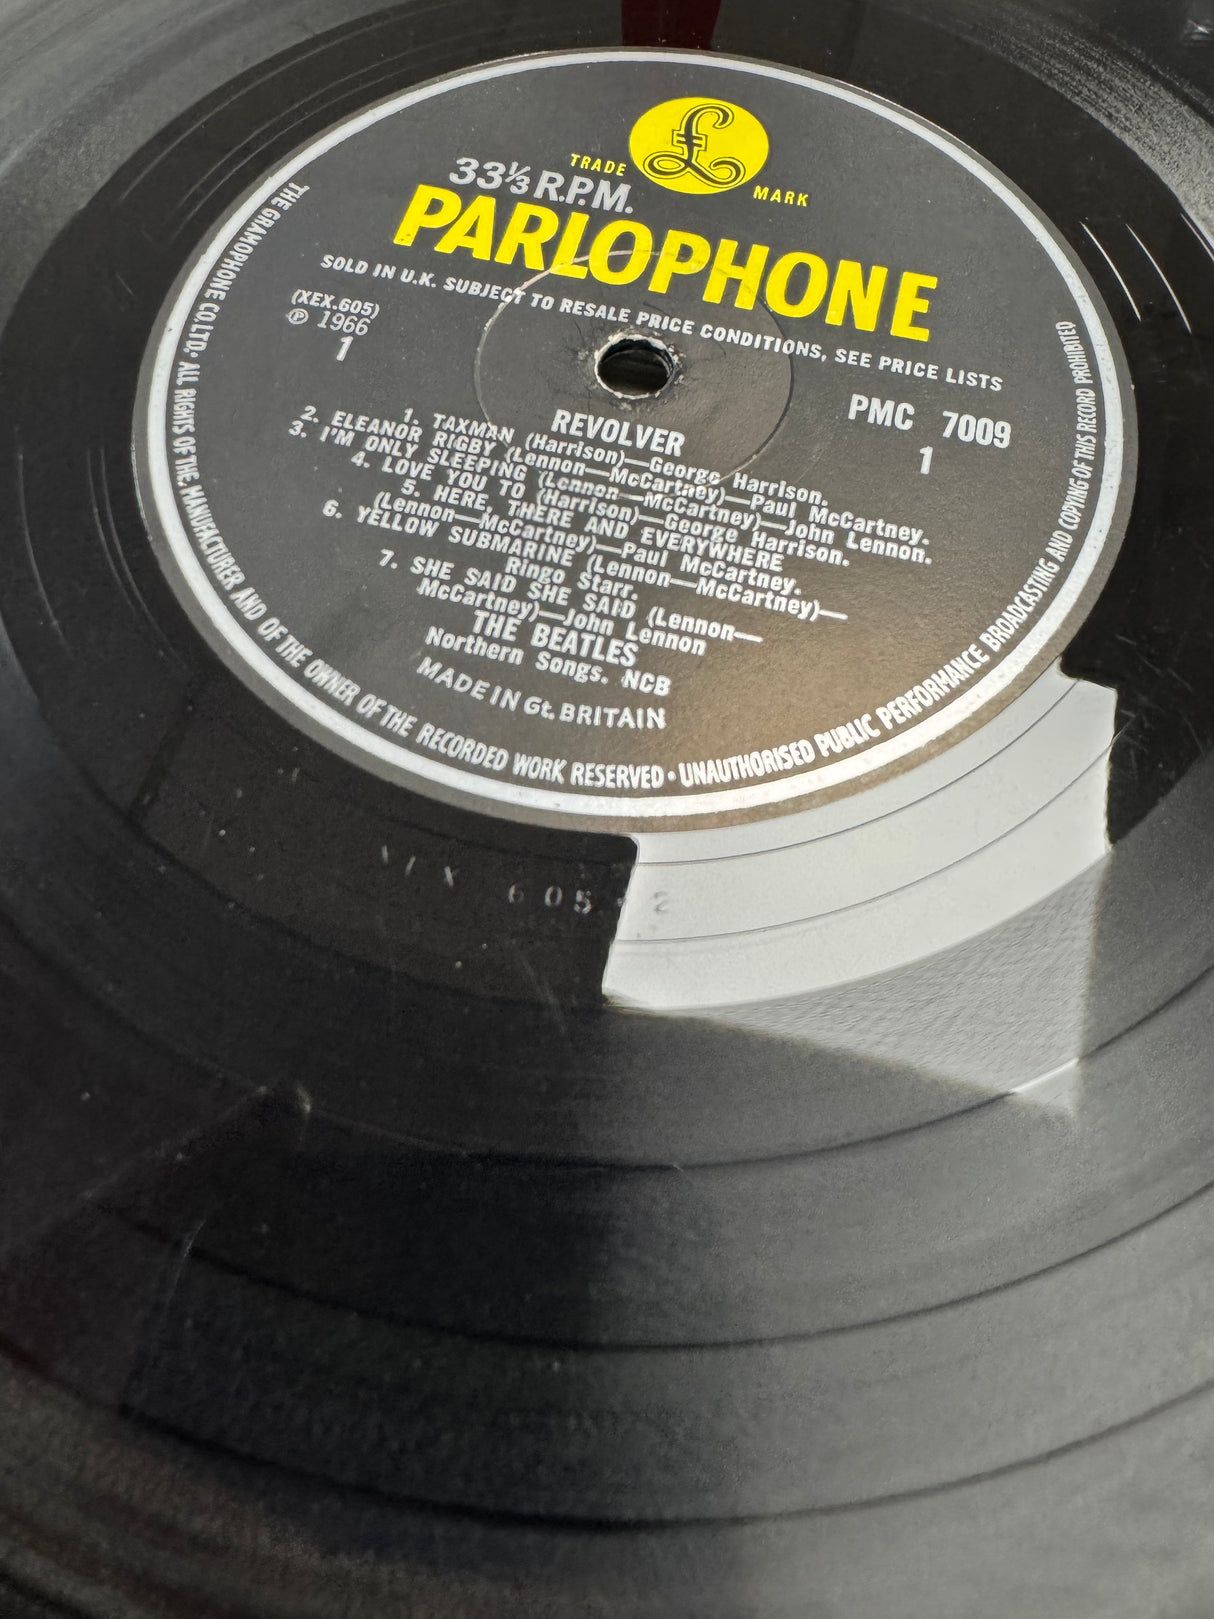 TRADE MARK
33⅓ R.P.M.
PARLOPHONE
SOLD IN U.K. SUBJECT TO RESALE PRICE CONDITIONS, SEE PRICE LISTS
(XEX.605)
℗ 1966
1
PMC 7009
1
REVOLVER
1. TAXMAN (Harrison)—George Harrison.
2. ELEANOR RIGBY (Lennon—McCartney)—Paul McCartney.
3. I'M ONLY SLEEPING (Lennon—McCartney)—John Lennon.
4. LOVE YOU TO (Harrison)—George Harrison.
5. HERE, THERE AND EVERYWHERE
(Lennon—McCartney)—Paul McCartney.
6. YELLOW SUBMARINE (Lennon—McCartney)—
Ringo Starr.
7. SHE SAID SHE SAID (Lennon—
McCartney)—John Lennon
THE BEATLES
Northern Songs. NCB
MADE IN Gt. BRITAIN
THE GRAMOPHONE CO. LTD. ALL RIGHTS OF THE MANUFACTURER AND OF THE OWNER OF THE RECORDED WORK RESERVED • UNAUTHORISED PUBLIC PERFORMANCE BROADCASTING AND COPYING OF THIS RECORD PROHIBITED
XEX 605 - 2